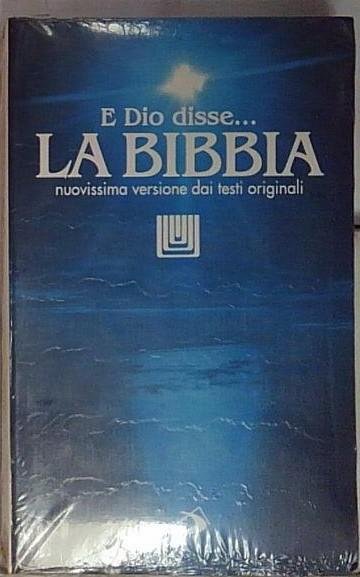 E Dio disse...
LA BIBBIA
nuovissima versione dai testi originali